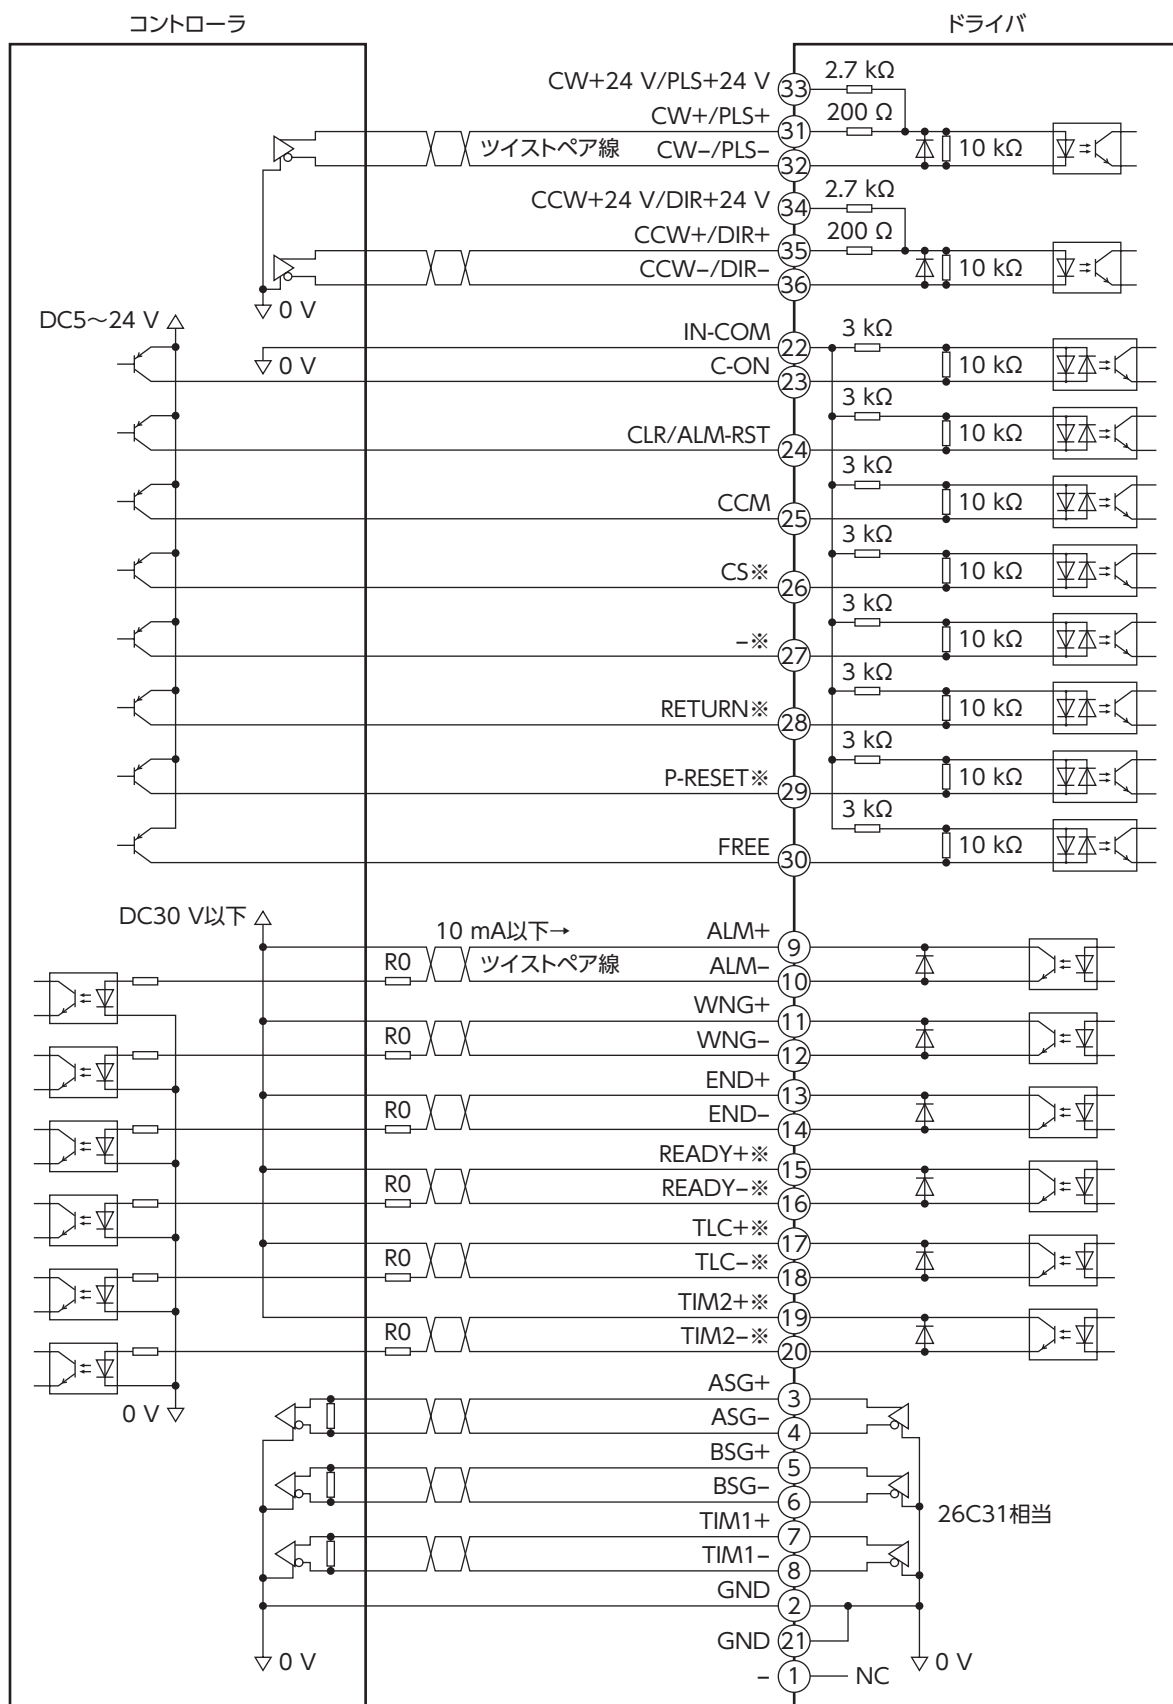 コントローラ
ドライバ
CW+24 V/PLS+24 V
33
2.7 kΩ
CW+/PLS+
31
200 Ω
ツイストペア線
CW−/PLS−
32
10 kΩ
CCW+24 V/DIR+24 V
34
2.7 kΩ
CCW+/DIR+
35
200 Ω
CCW−/DIR−
36
10 kΩ
0 V
DC5～24 V
IN-COM
22
3 kΩ
0 V
C-ON
23
10 kΩ
3 kΩ
CLR/ALM-RST
24
10 kΩ
3 kΩ
CCM
25
10 kΩ
3 kΩ
CS※
26
10 kΩ
3 kΩ
−※
27
10 kΩ
3 kΩ
RETURN※
28
10 kΩ
3 kΩ
P-RESET※
29
10 kΩ
3 kΩ
FREE
30
10 kΩ
DC30 V以下
10 mA以下→
ALM+
9
R0
ツイストペア線
ALM−
10
WNG+
11
R0
WNG−
12
END+
13
R0
END−
14
READY+※
15
R0
READY−※
16
TLC+※
17
R0
TLC−※
18
TIM2+※
19
R0
TIM2−※
20
0 V
ASG+
3
ASG−
4
BSG+
5
BSG−
6
26C31相当
TIM1+
7
TIM1−
8
GND
2
GND
21
0 V
0 V
−
1
NC